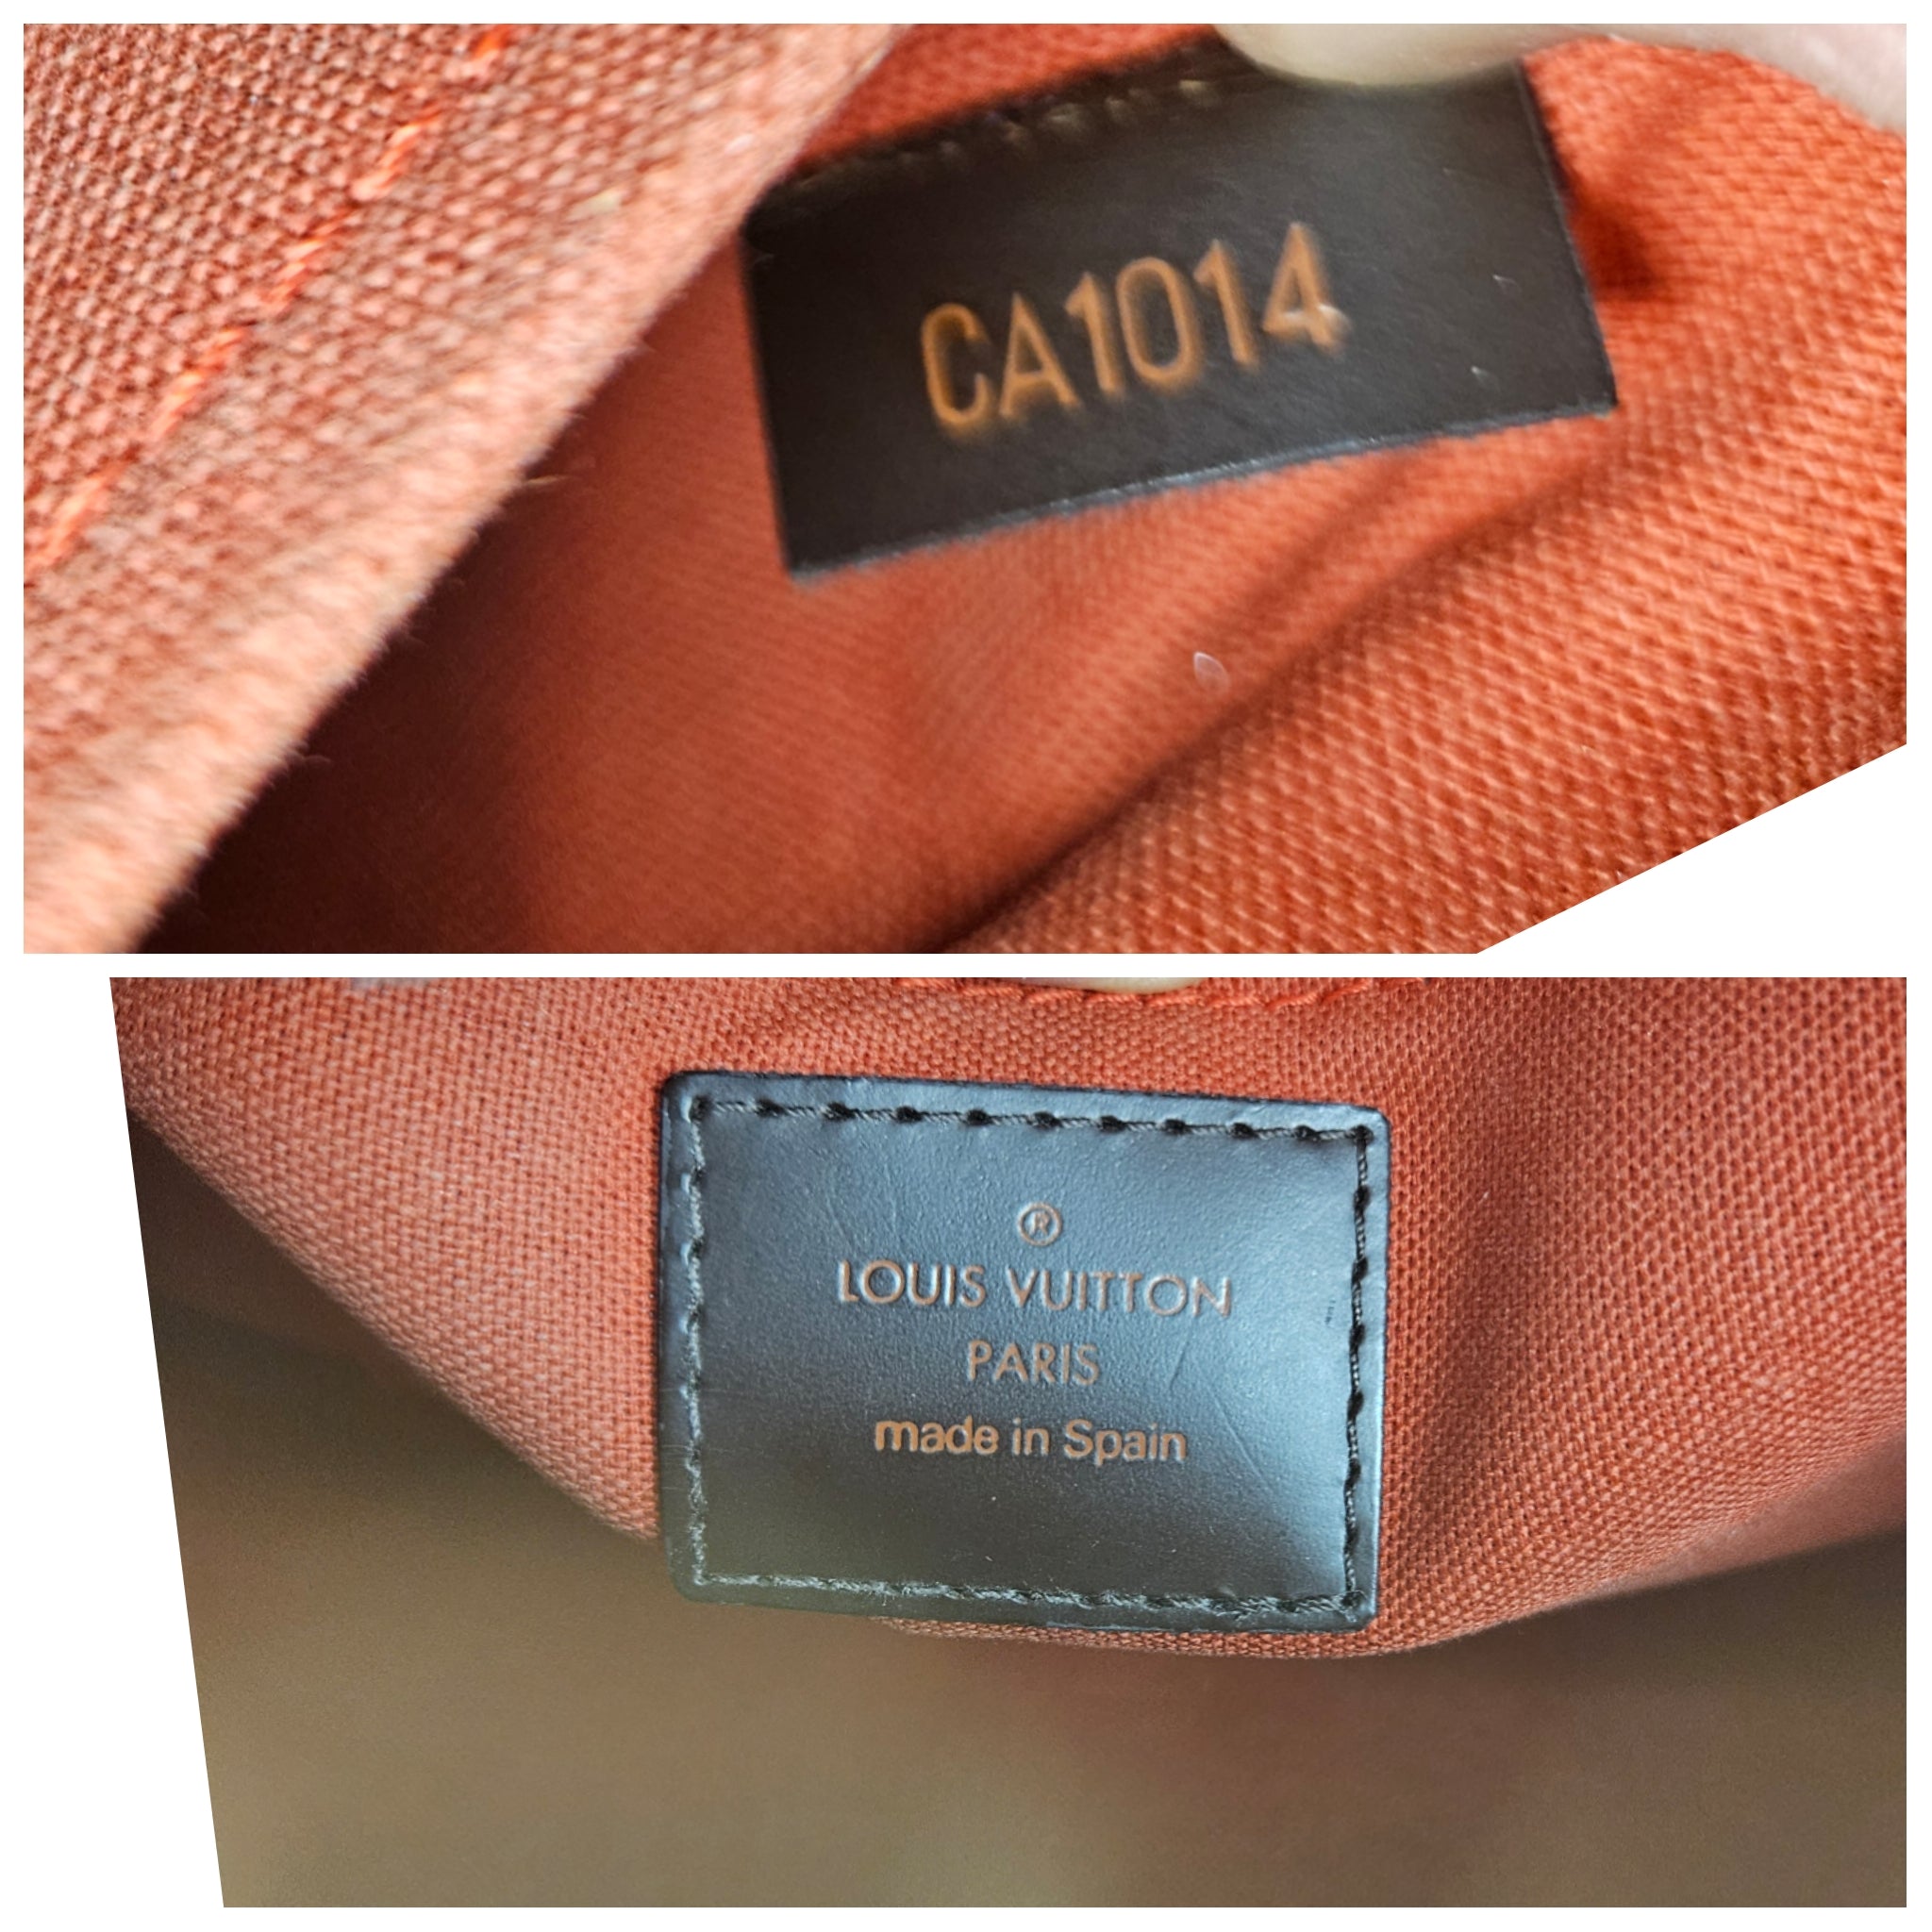 CA1014
®
LOUIS VUITTON
PARIS
made in Spain